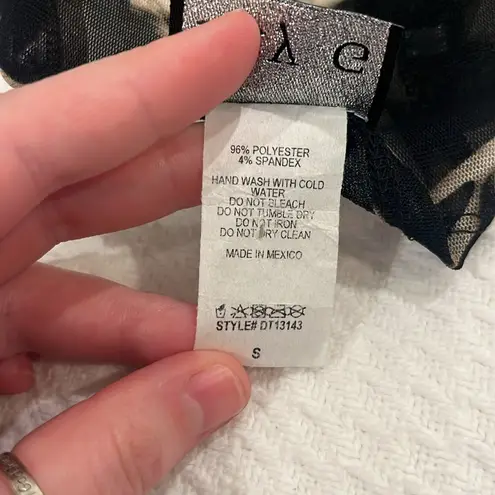 96% POLYESTER
4% SPANDEX
HAND WASH WITH COLD
WATER
DO NOT BLEACH
DO NOT TUMBLE DRY
DO NOT IRON
DO NOT DRY CLEAN
MADE IN MEXICO
STYLE# DT13143
S